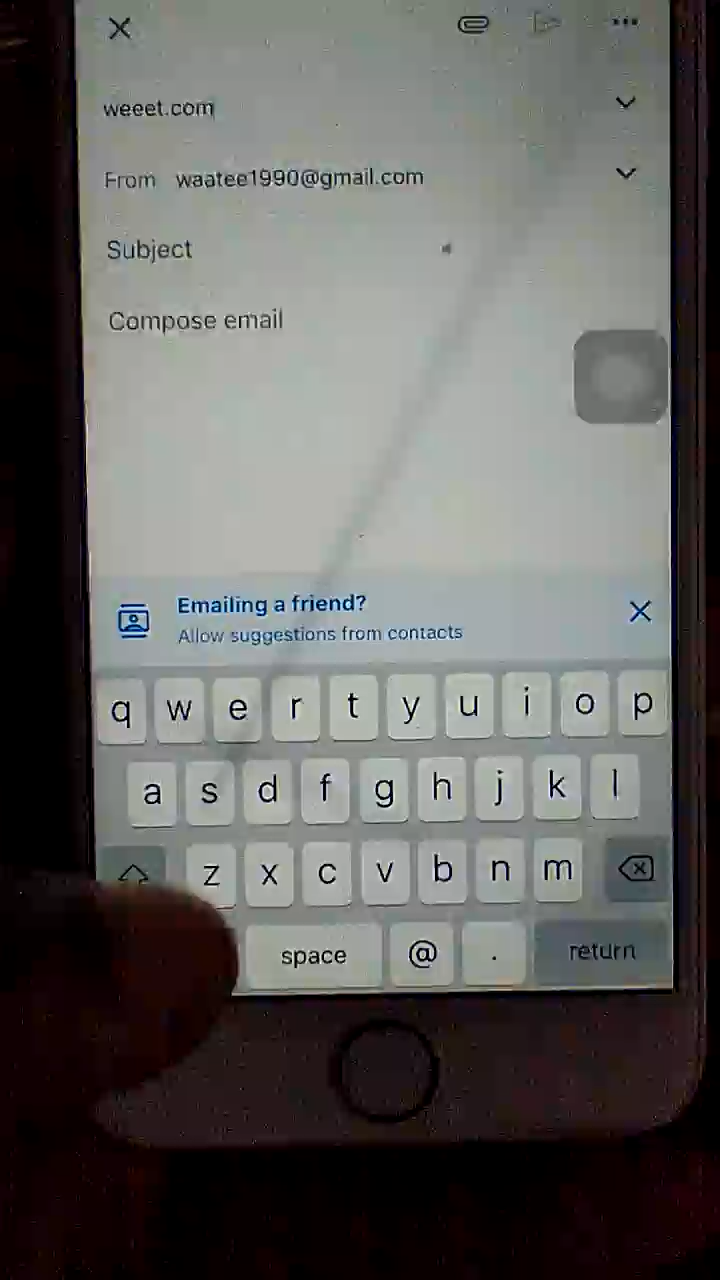 weeet.com
From waatee1990@gmail.com
Subject
Compose email
Emailing a friend?
Allow suggestions from contacts
q w e r t y u i o p
a s d f g h j k l
z x c v b n m
space @ . return